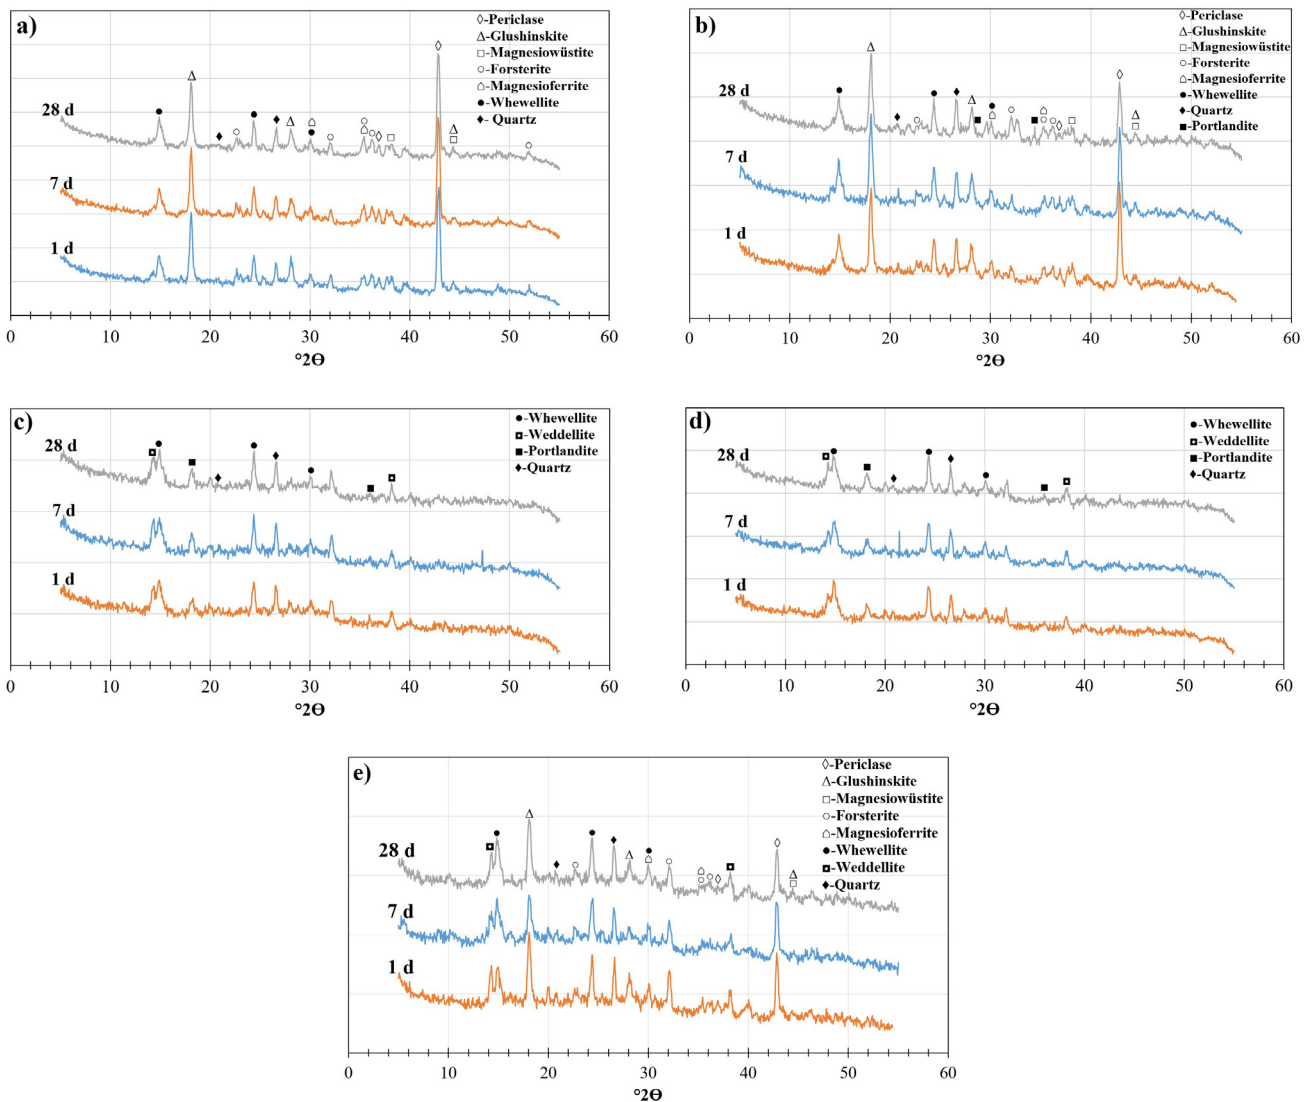 a)
◊-Periclase
△-Glushinskite
□-Magnesiowüstite
○-Forsterite
⌂-Magnesioferrite
●-Whewellite
♦- Quartz
28 d
7 d
1 d
0 10 20 30 40 50 60
°2Θ
b)
◊-Periclase
△-Glushinskite
□-Magnesiowüstite
○-Forsterite
⌂-Magnesioferrite
●-Whewellite
♦-Quartz
■-Portlandite
28 d
7 d
1 d
0 10 20 30 40 50 60
°2Θ
c)
●-Whewellite
◘-Weddellite
■-Portlandite
♦-Quartz
28 d
7 d
1 d
0 10 20 30 40 50 60
°2Θ
d)
●-Whewellite
◘-Weddellite
■-Portlandite
♦-Quartz
28 d
7 d
1 d
0 10 20 30 40 50 60
°2Θ
e)
◊-Periclase
△-Glushinskite
□-Magnesiowüstite
○-Forsterite
⌂-Magnesioferrite
●-Whewellite
◘-Weddellite
♦-Quartz
28 d
7 d
1 d
0 10 20 30 40 50 60
°2Θ